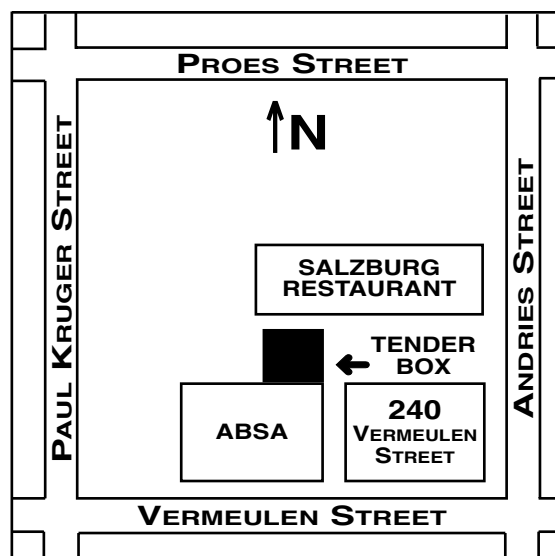 PROES STREET
N
PAUL KRUGER STREET
ANDRIES STREET
SALZBURG
RESTAURANT
TENDER
BOX
ABSA
240
VERMEULEN
STREET
VERMEULEN STREET